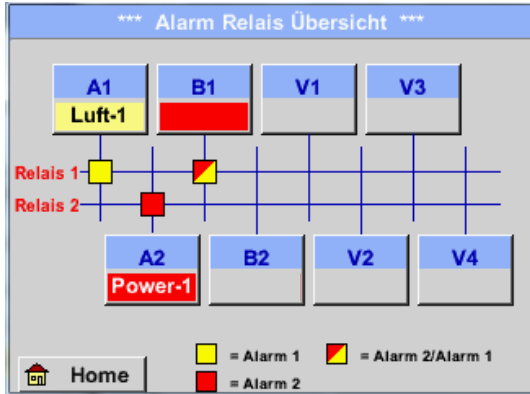 *** Alarm Relais Übersicht ***
A1 B1 V1 V3
Luft-1
Relais 1
Relais 2
A2 B2 V2 V4
Power-1
= Alarm 1 = Alarm 2/Alarm 1
Home = Alarm 2